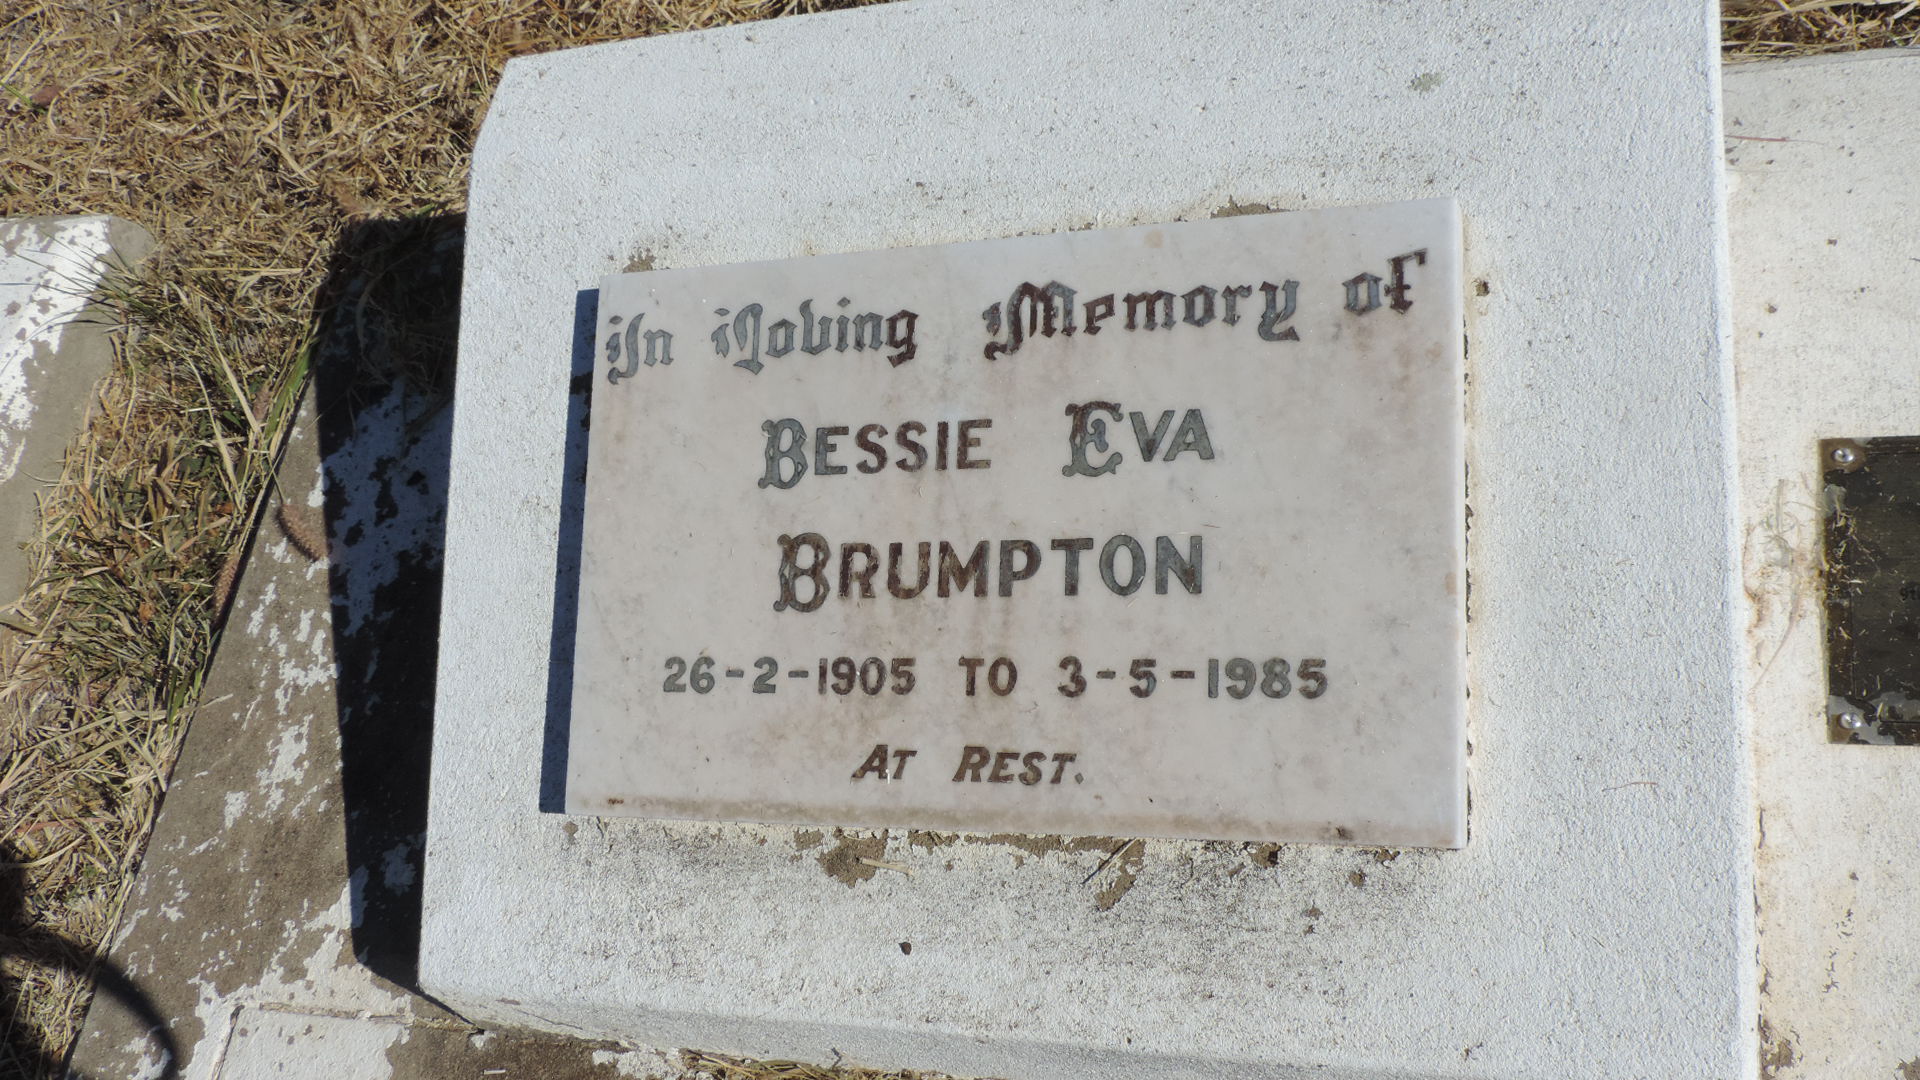 In Loving Memory of
BESSIE EVA
BRUMPTON
26-2-1905 TO 3-5-1985
AT REST.